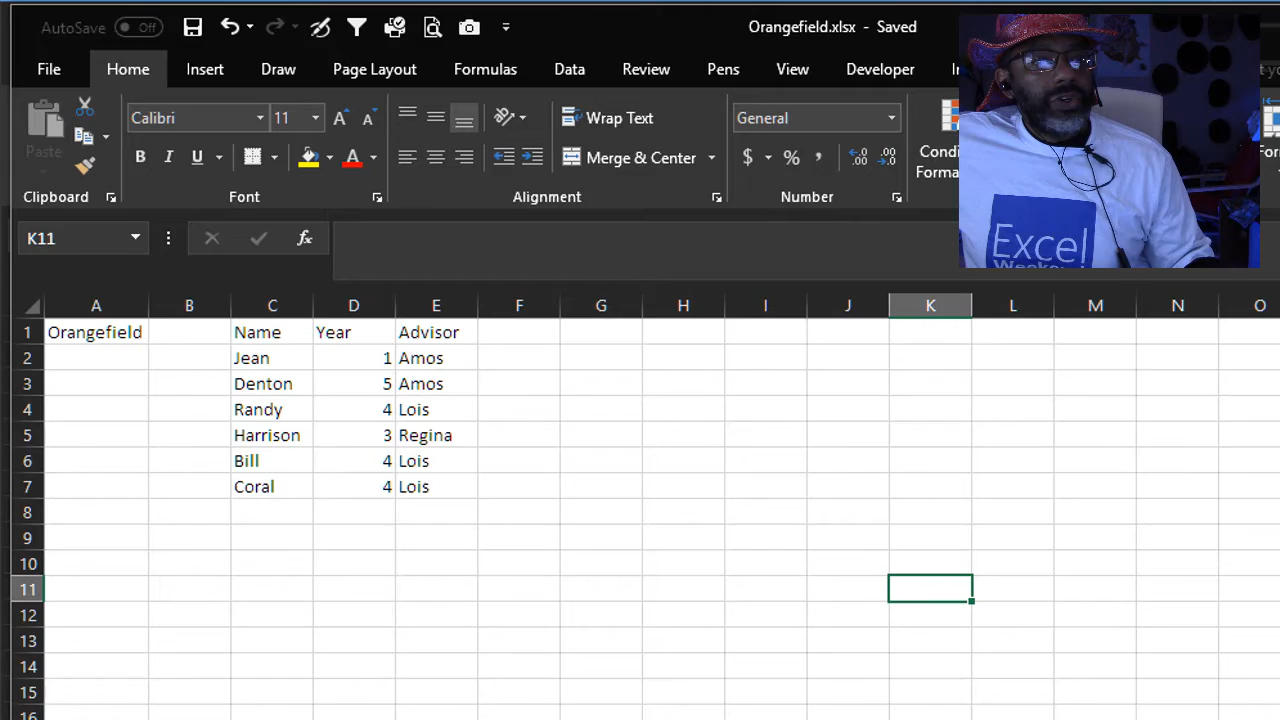 AutoSave Off Orangefield.xlsx - Saved
File Home Insert Draw Page Layout Formulas Data Review Pens View Developer
Calibri 11 Wrap Text General
Paste B I U A Merge & Center $ % , Cond
Forma
Clipboard Font Alignment Number
K11 fx
Excel
A B C D E F G H I J K L M N O
1 Orangefield Name Year Advisor
2 Jean 1 Amos
3 Denton 5 Amos
4 Randy 4 Lois
5 Harrison 3 Regina
6 Bill 4 Lois
7 Coral 4 Lois
8
9
10
11
12
13
14
15
16